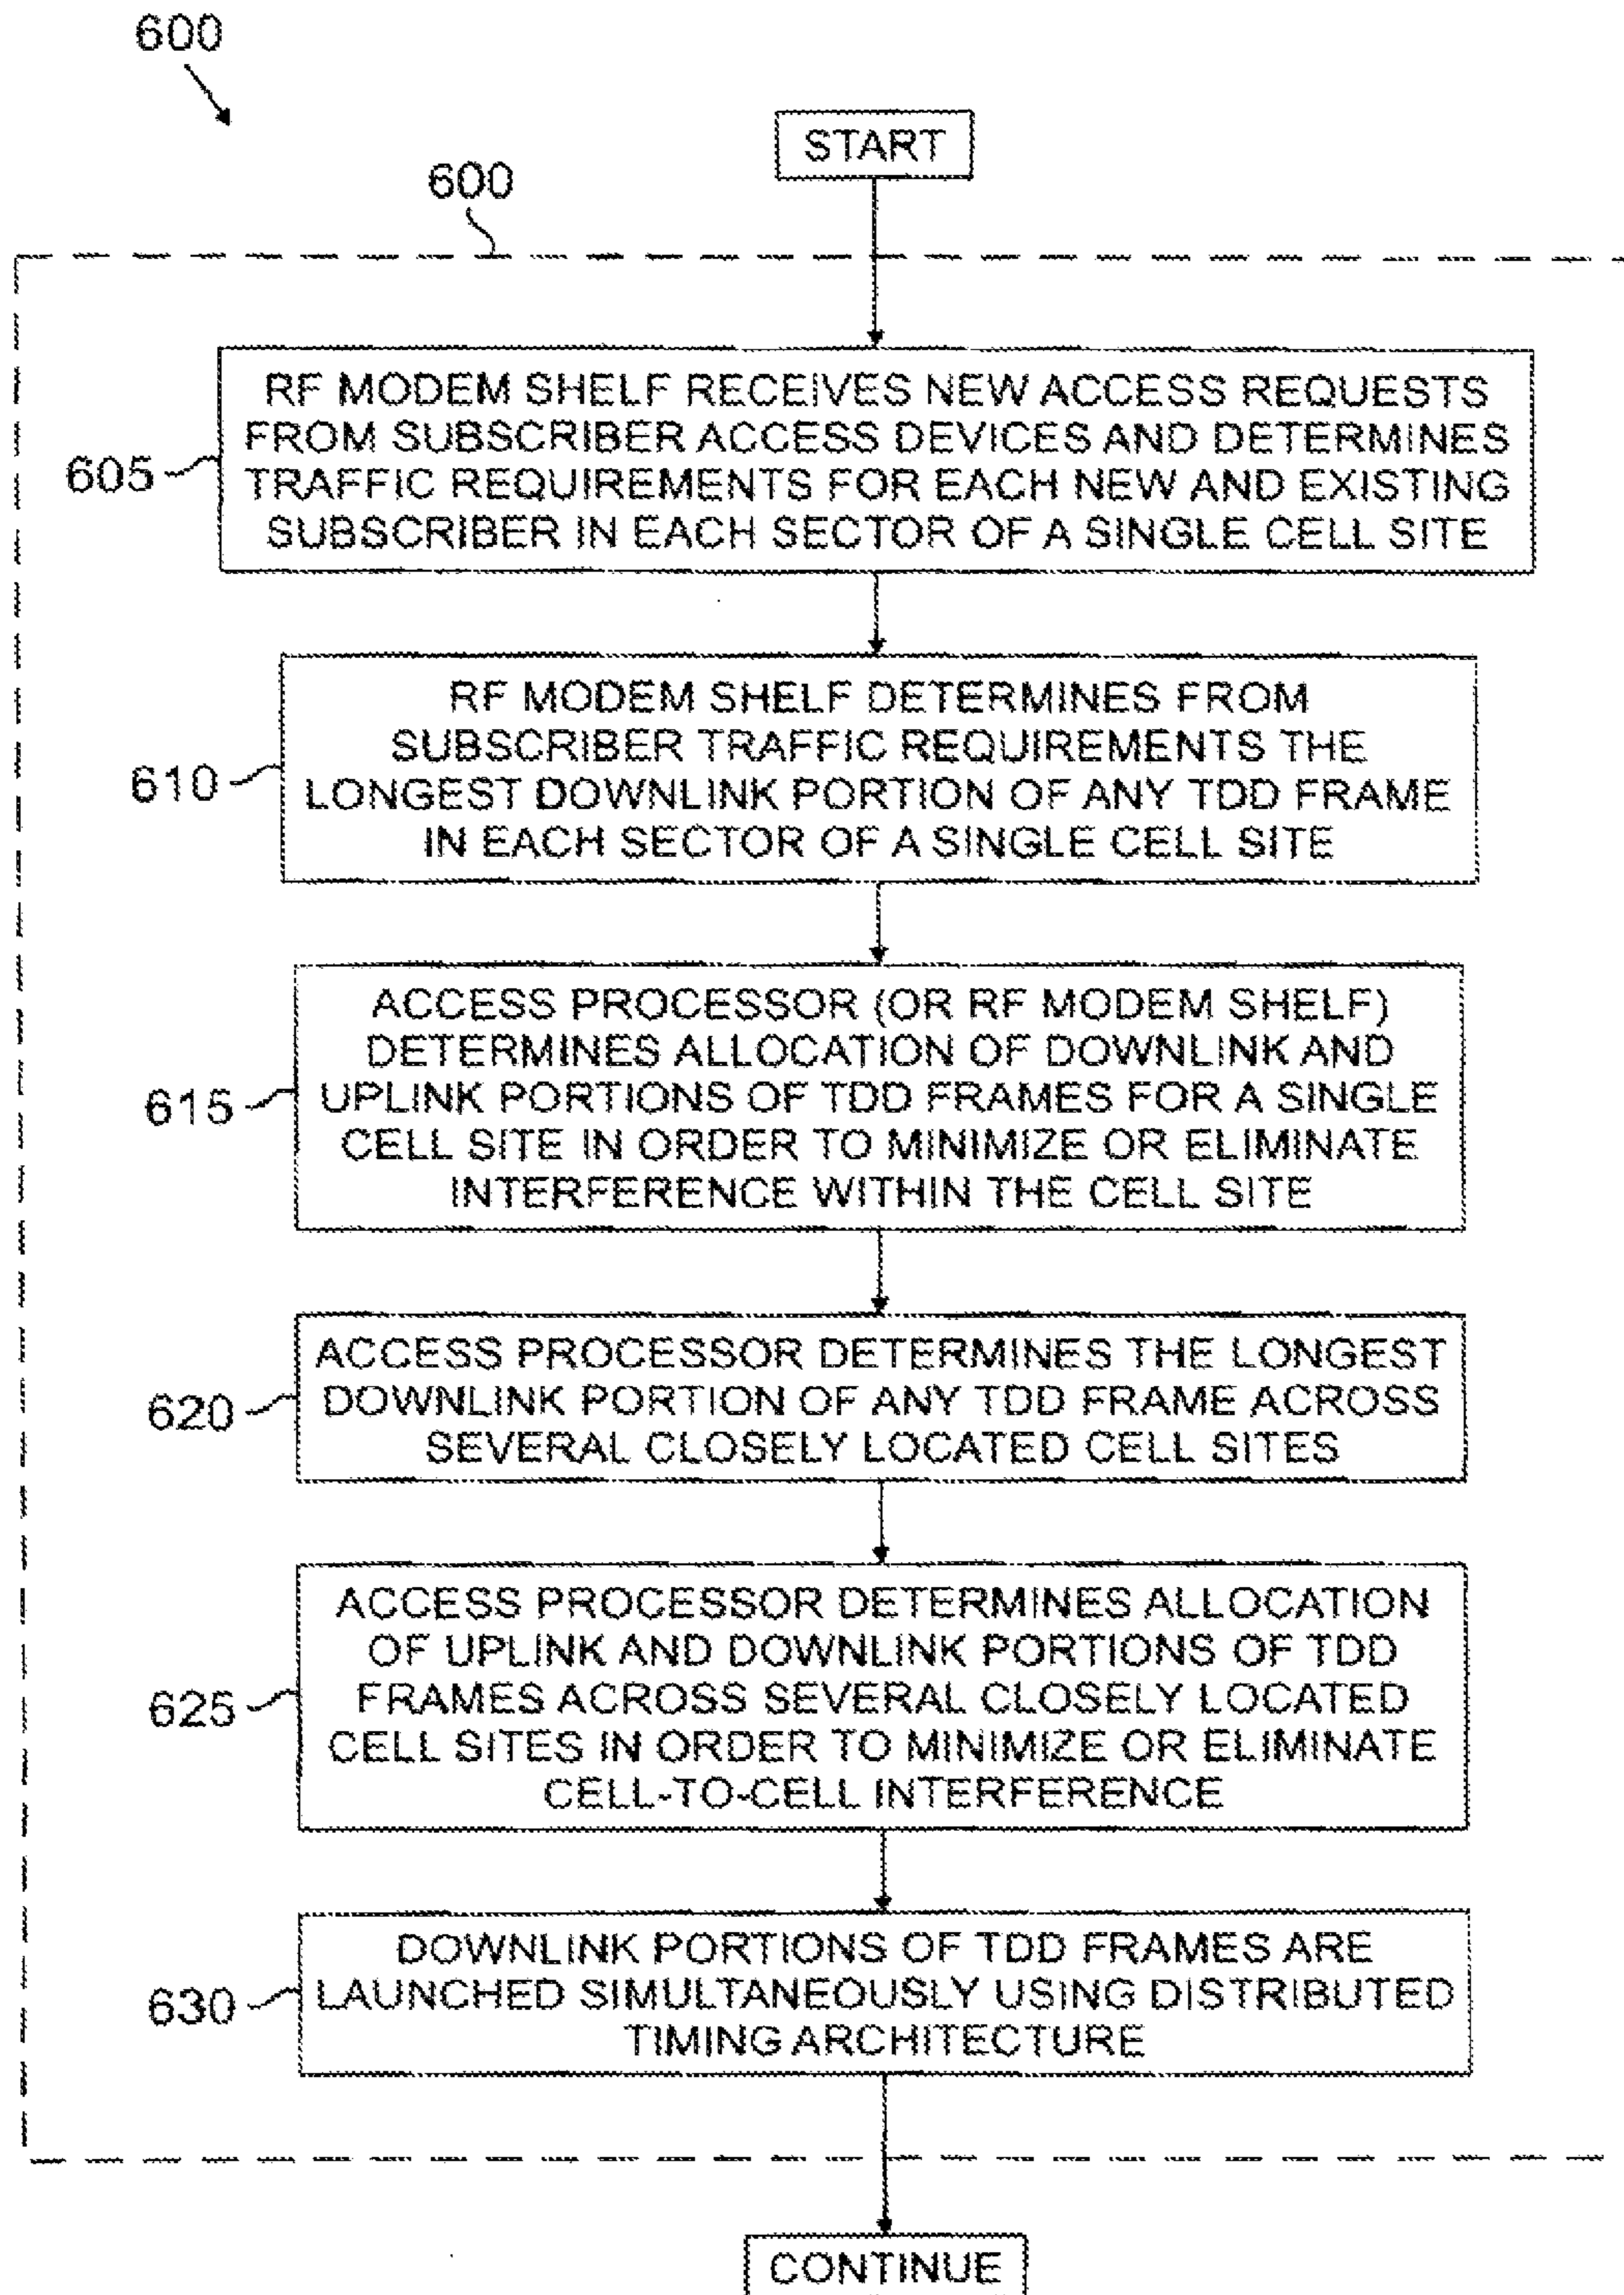 600
START
600
RF MODEM SHELF RECEIVES NEW ACCESS REQUESTS
FROM SUBSCRIBER ACCESS DEVICES AND DETERMINES
TRAFFIC REQUIREMENTS FOR EACH NEW AND EXISTING
SUBSCRIBER IN EACH SECTOR OF A SINGLE CELL SITE
605
RF MODEM SHELF DETERMINES FROM
SUBSCRIBER TRAFFIC REQUIREMENTS THE
LONGEST DOWNLINK PORTION OF ANY TDD FRAME
IN EACH SECTOR OF A SINGLE CELL SITE
610
ACCESS PROCESSOR (OR RF MODEM SHELF)
DETERMINES ALLOCATION OF DOWNLINK AND
UPLINK PORTIONS OF TDD FRAMES FOR A SINGLE
CELL SITE IN ORDER TO MINIMIZE OR ELIMINATE
INTERFERENCE WITHIN THE CELL SITE
615
ACCESS PROCESSOR DETERMINES THE LONGEST
DOWNLINK PORTION OF ANY TDD FRAME ACROSS
SEVERAL CLOSELY LOCATED CELL SITES
620
ACCESS PROCESSOR DETERMINES ALLOCATION
OF UPLINK AND DOWNLINK PORTIONS OF TDD
FRAMES ACROSS SEVERAL CLOSELY LOCATED
CELL SITES IN ORDER TO MINIMIZE OR ELIMINATE
CELL-TO-CELL INTERFERENCE
625
DOWNLINK PORTIONS OF TDD FRAMES ARE
LAUNCHED SIMULTANEOUSLY USING DISTRIBUTED
TIMING ARCHITECTURE
630
CONTINUE